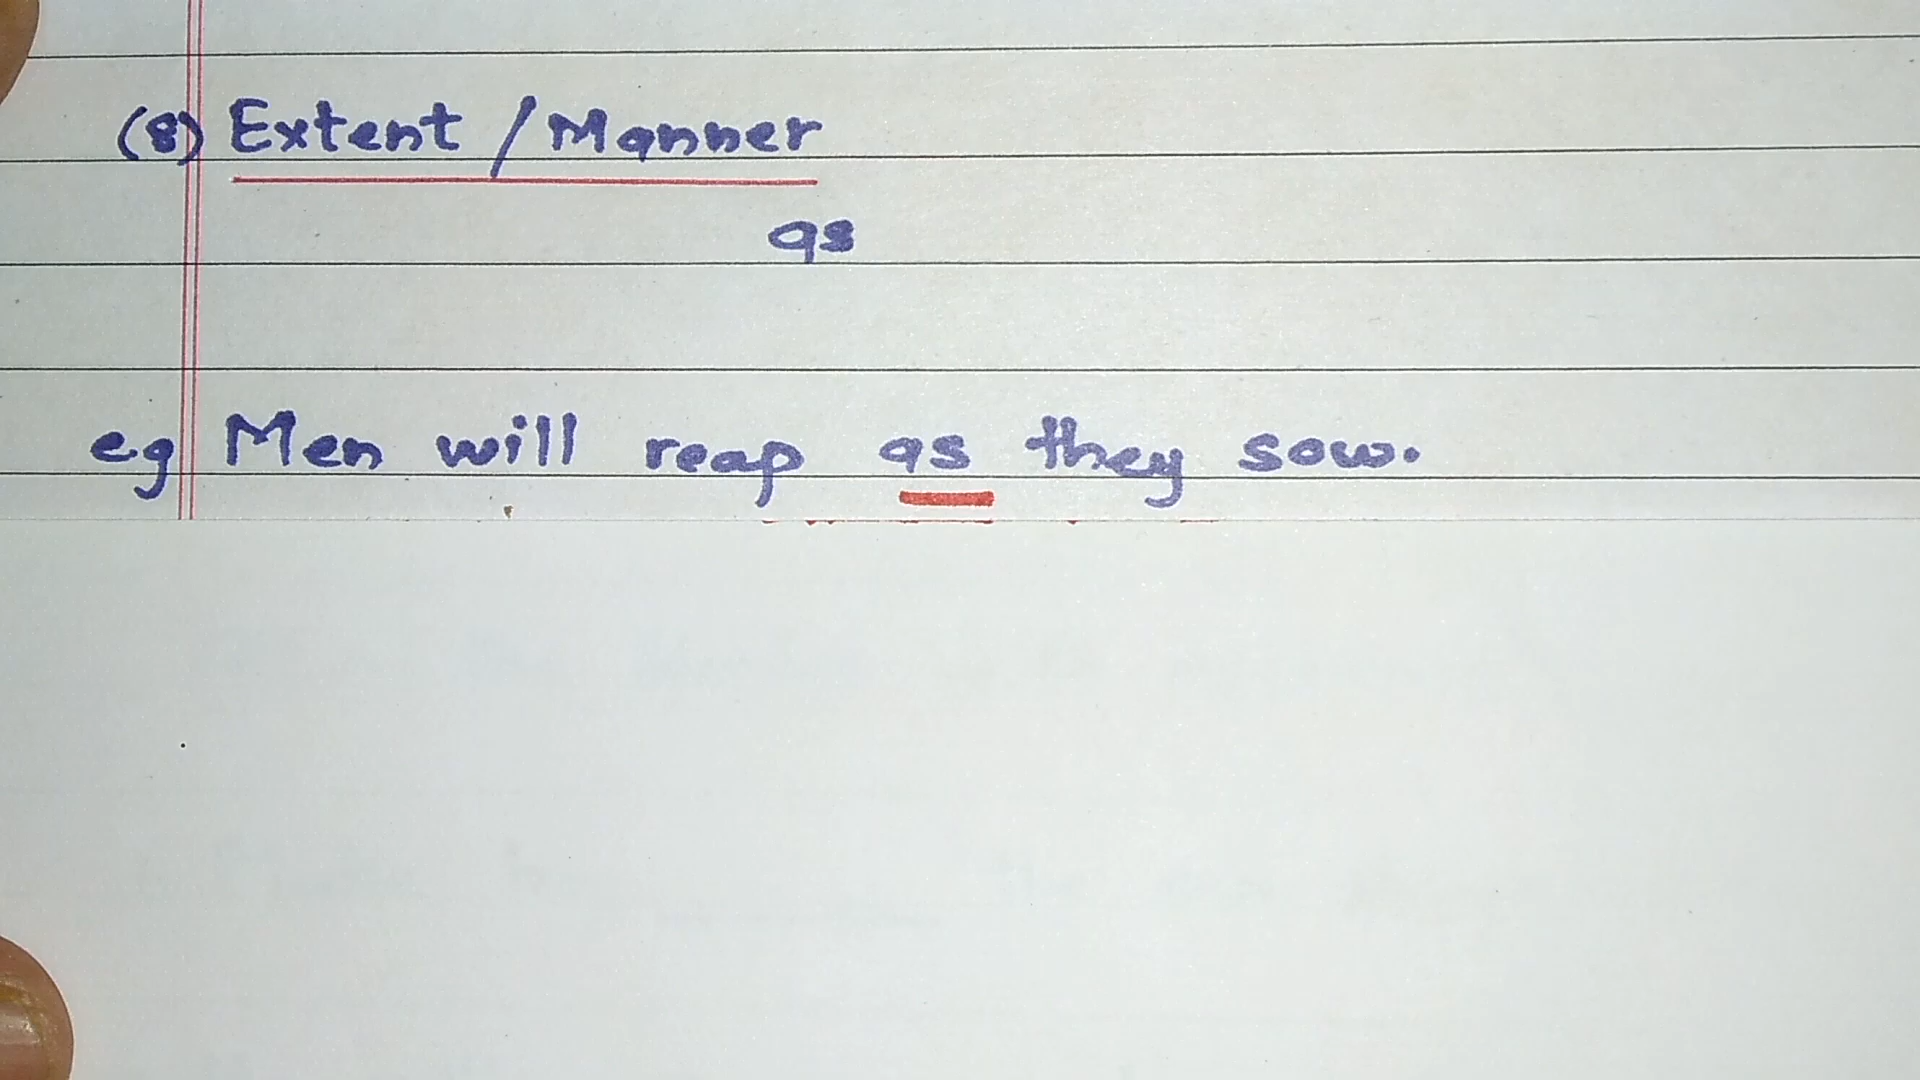 (8) Extent / Manner
as
eg Men will reap as they sow.